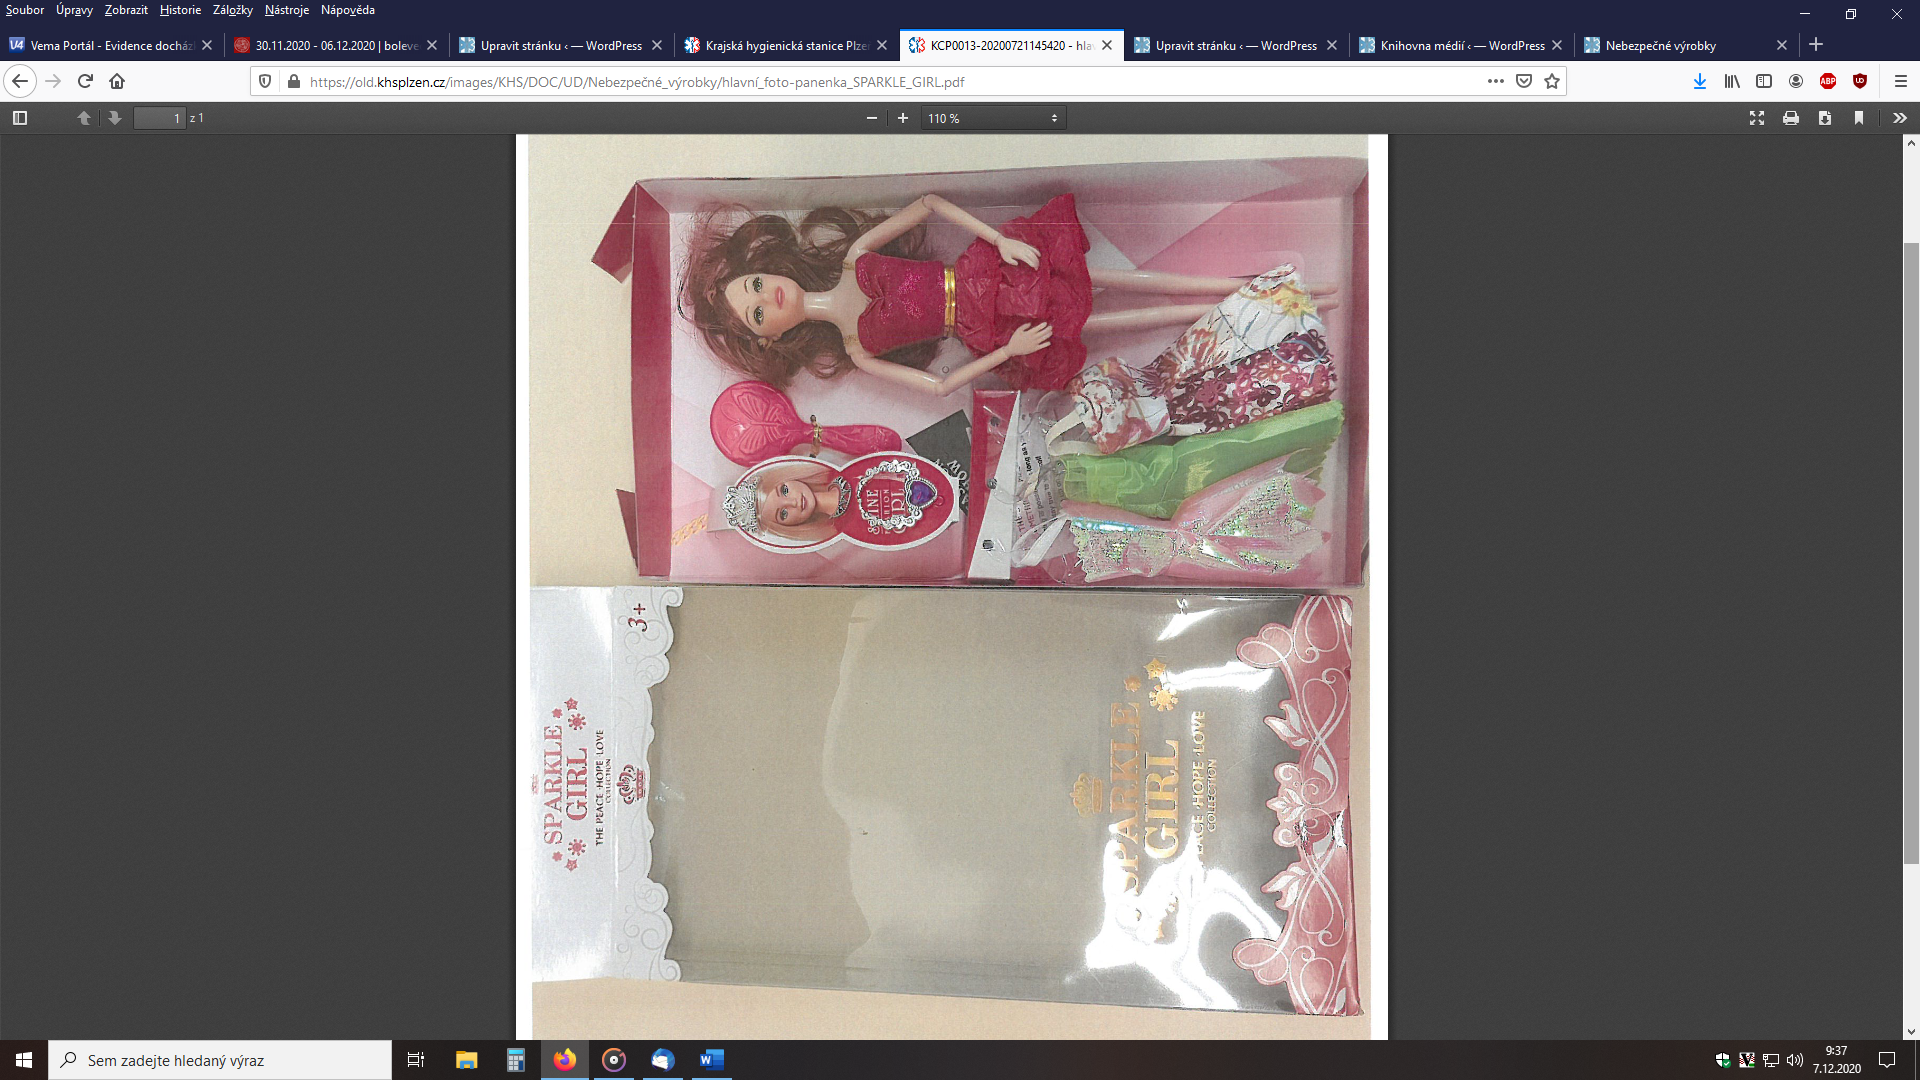 Soubor Úpravy Zobrazit Historie Záložky Nástroje Nápověda
Vema Portál - Evidence docház
30.11.2020 - 06.12.2020 | boleve
Upravit stránku ‹ — WordPress
Krajská hygienická stanice Plze
KCP0013-20200721145420 - hla
Upravit stránku ‹ — WordPress
Knihovna médií ‹ — WordPress
Nebezpečné výrobky
https://old.khsplzen.cz/images/KHS/DOC/UD/Nebezpečné_výrobky/hlavní_foto-panenka_SPARKLE_GIRL.pdf
ABP
1 z 1
110 %
3+
SPARKLE
GIRL
THE PEACE·HOPE·LOVE
COLLECTION
SPARKLE
GIRL
HOPE·LOVE
COLLECTION
Sem zadejte hledaný výraz
9:37
7.12.2020